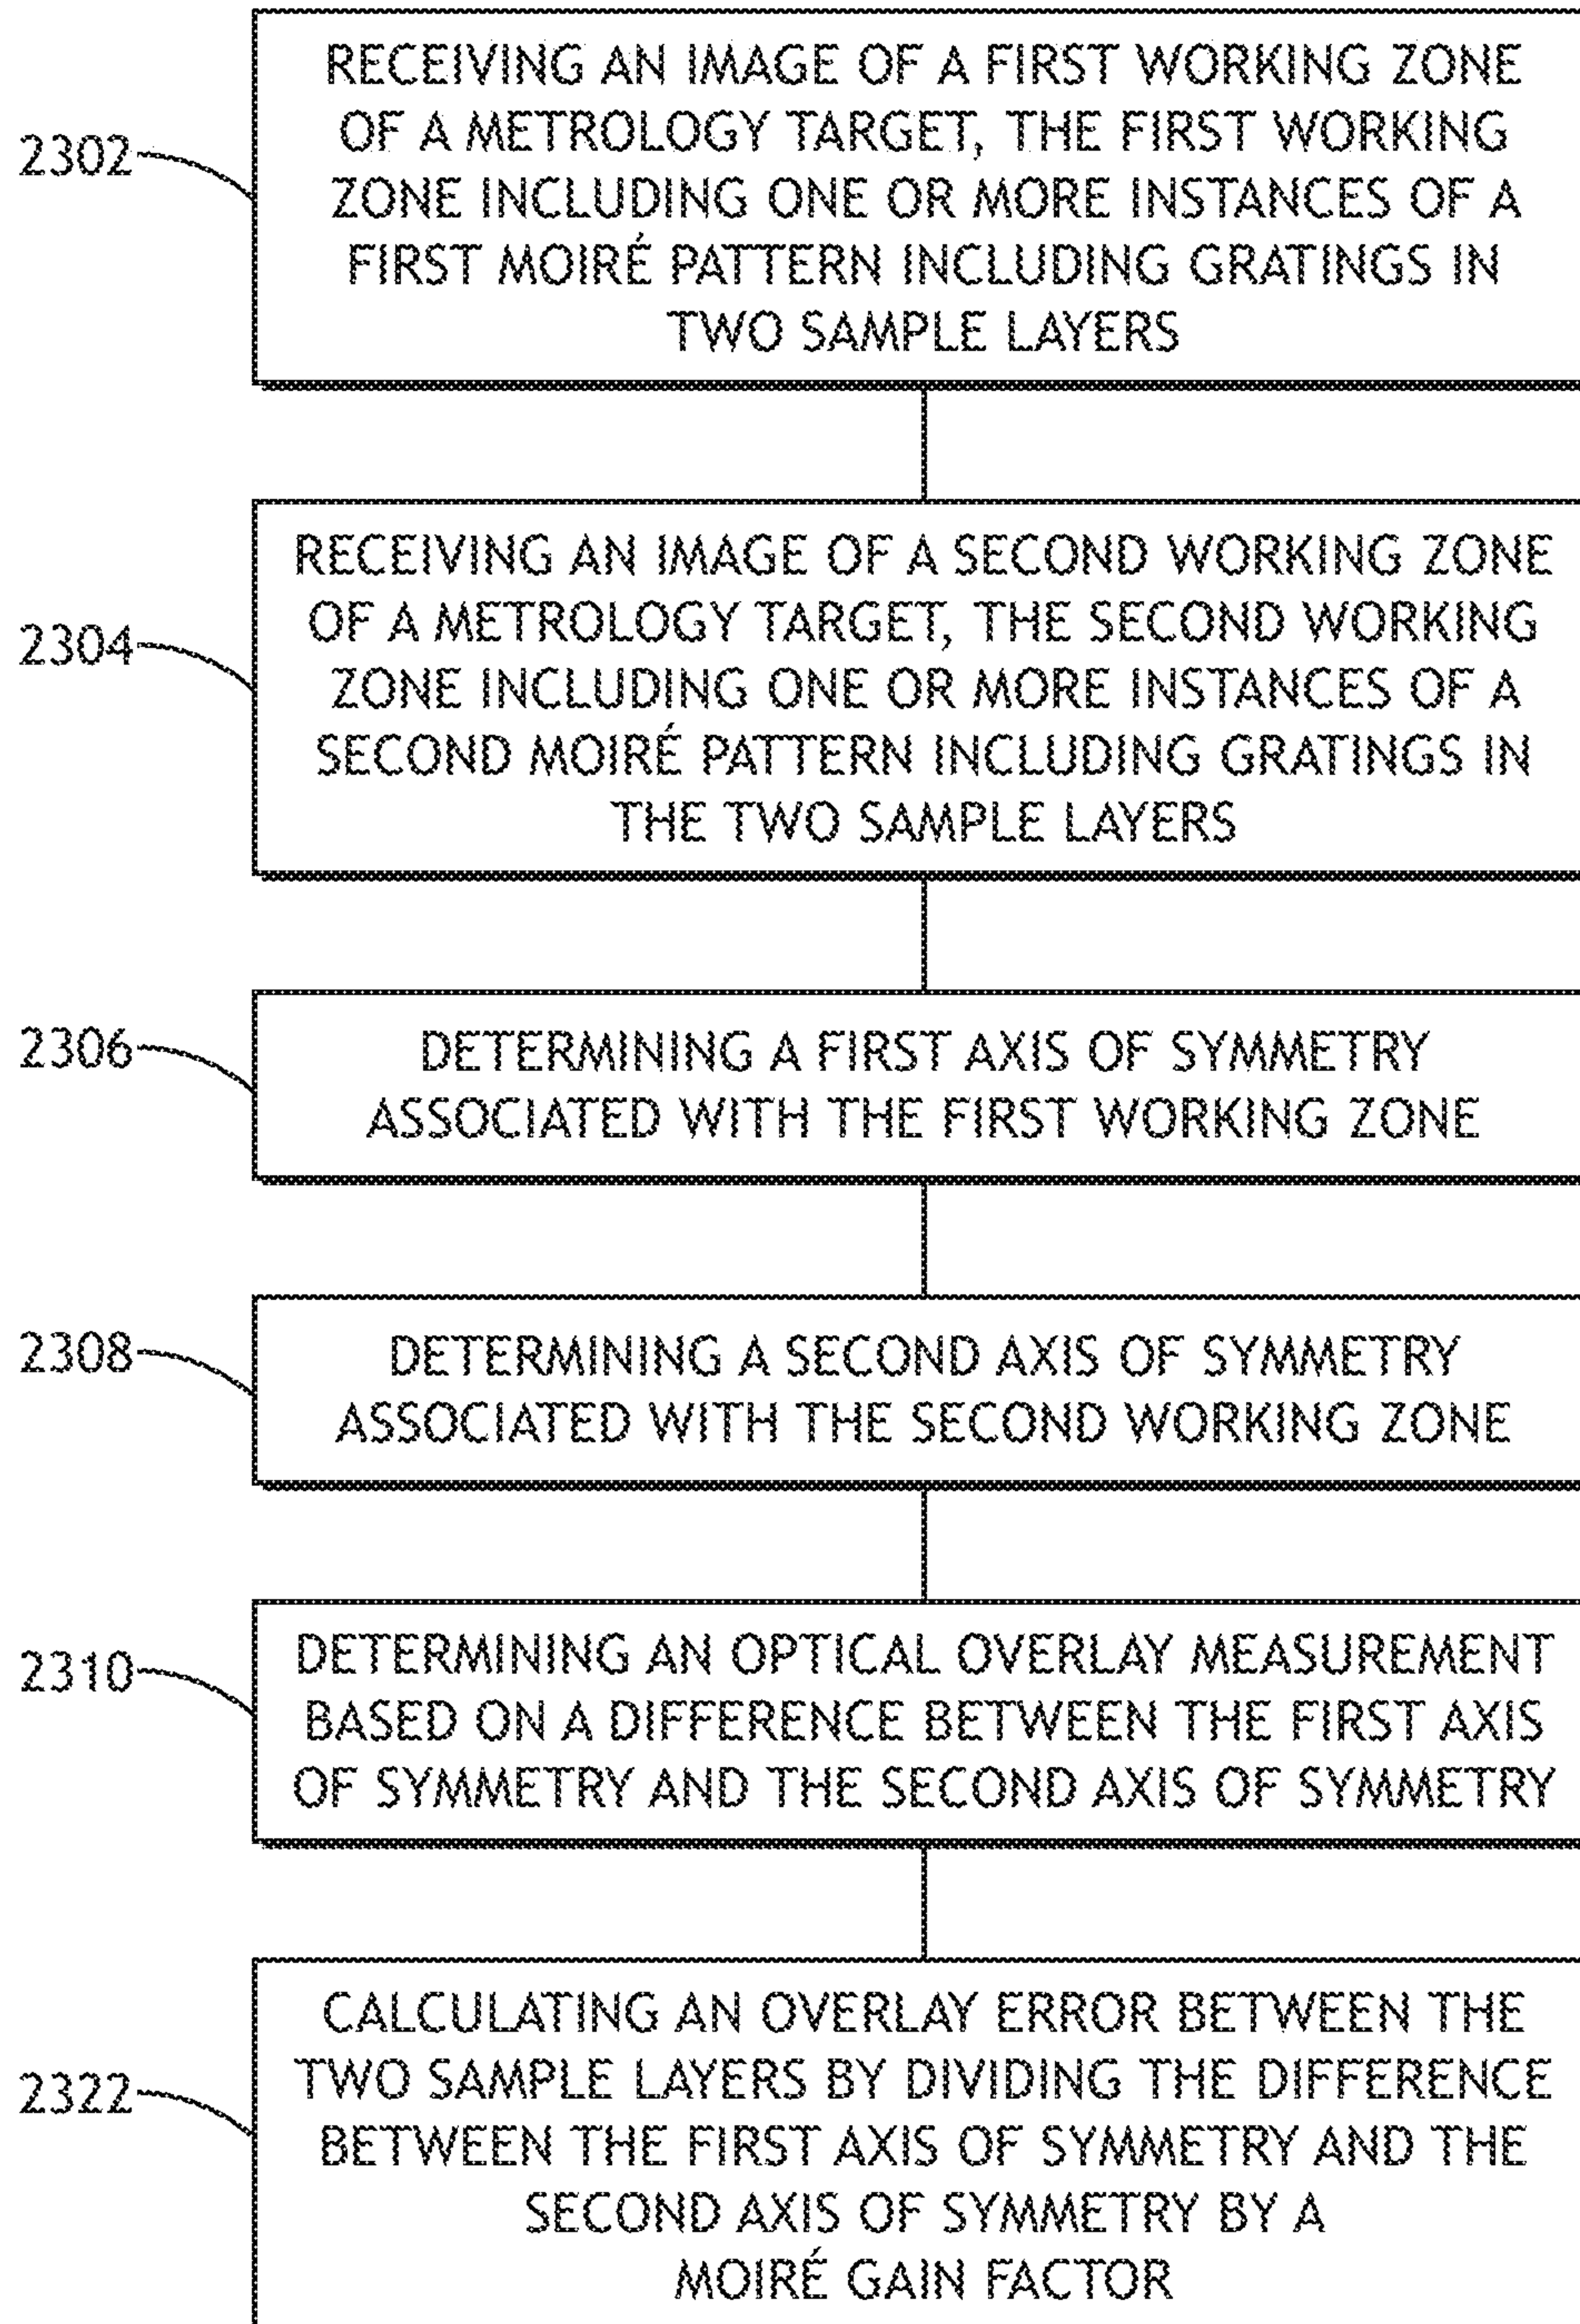 2302
RECEIVING AN IMAGE OF A FIRST WORKING ZONE
OF A METROLOGY TARGET, THE FIRST WORKING
ZONE INCLUDING ONE OR MORE INSTANCES OF A
FIRST MOIRÉ PATTERN INCLUDING GRATINGS IN
TWO SAMPLE LAYERS
2304
RECEIVING AN IMAGE OF A SECOND WORKING ZONE
OF A METROLOGY TARGET, THE SECOND WORKING
ZONE INCLUDING ONE OR MORE INSTANCES OF A
SECOND MOIRÉ PATTERN INCLUDING GRATINGS IN
THE TWO SAMPLE LAYERS
2306
DETERMINING A FIRST AXIS OF SYMMETRY
ASSOCIATED WITH THE FIRST WORKING ZONE
2308
DETERMINING A SECOND AXIS OF SYMMETRY
ASSOCIATED WITH THE SECOND WORKING ZONE
2310
DETERMINING AN OPTICAL OVERLAY MEASUREMENT
BASED ON A DIFFERENCE BETWEEN THE FIRST AXIS
OF SYMMETRY AND THE SECOND AXIS OF SYMMETRY
2322
CALCULATING AN OVERLAY ERROR BETWEEN THE
TWO SAMPLE LAYERS BY DIVIDING THE DIFFERENCE
BETWEEN THE FIRST AXIS OF SYMMETRY AND THE
SECOND AXIS OF SYMMETRY BY A
MOIRÉ GAIN FACTOR